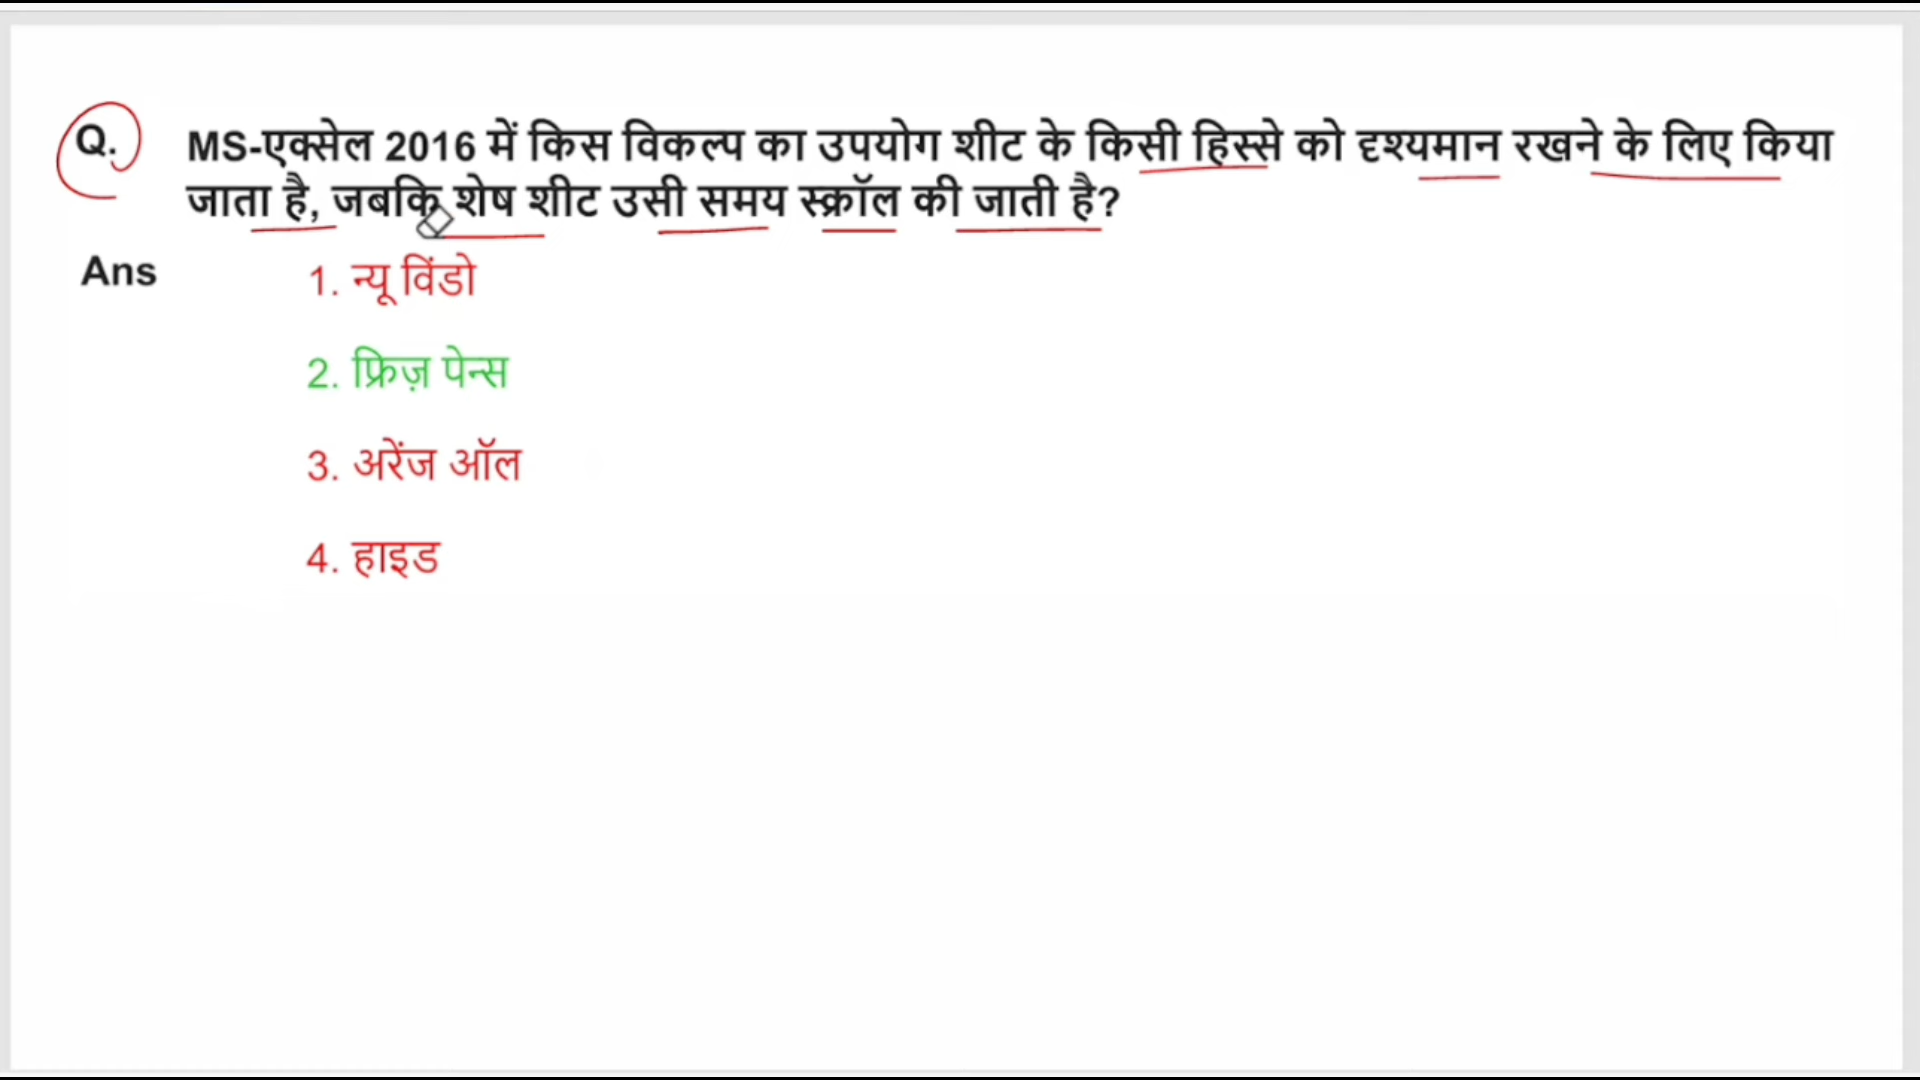 Q. MS-एक्सेल 2016 में किस विकल्प का उपयोग शीट के किसी हिस्से को दृश्यमान रखने के लिए किया
जाता है, जबकि शेष शीट उसी समय स्क्रॉल की जाती है?
Ans 1. न्यू विंडो
2. फ्रिज़ पेन्स
3. अरेंज ऑल
4. हाइड